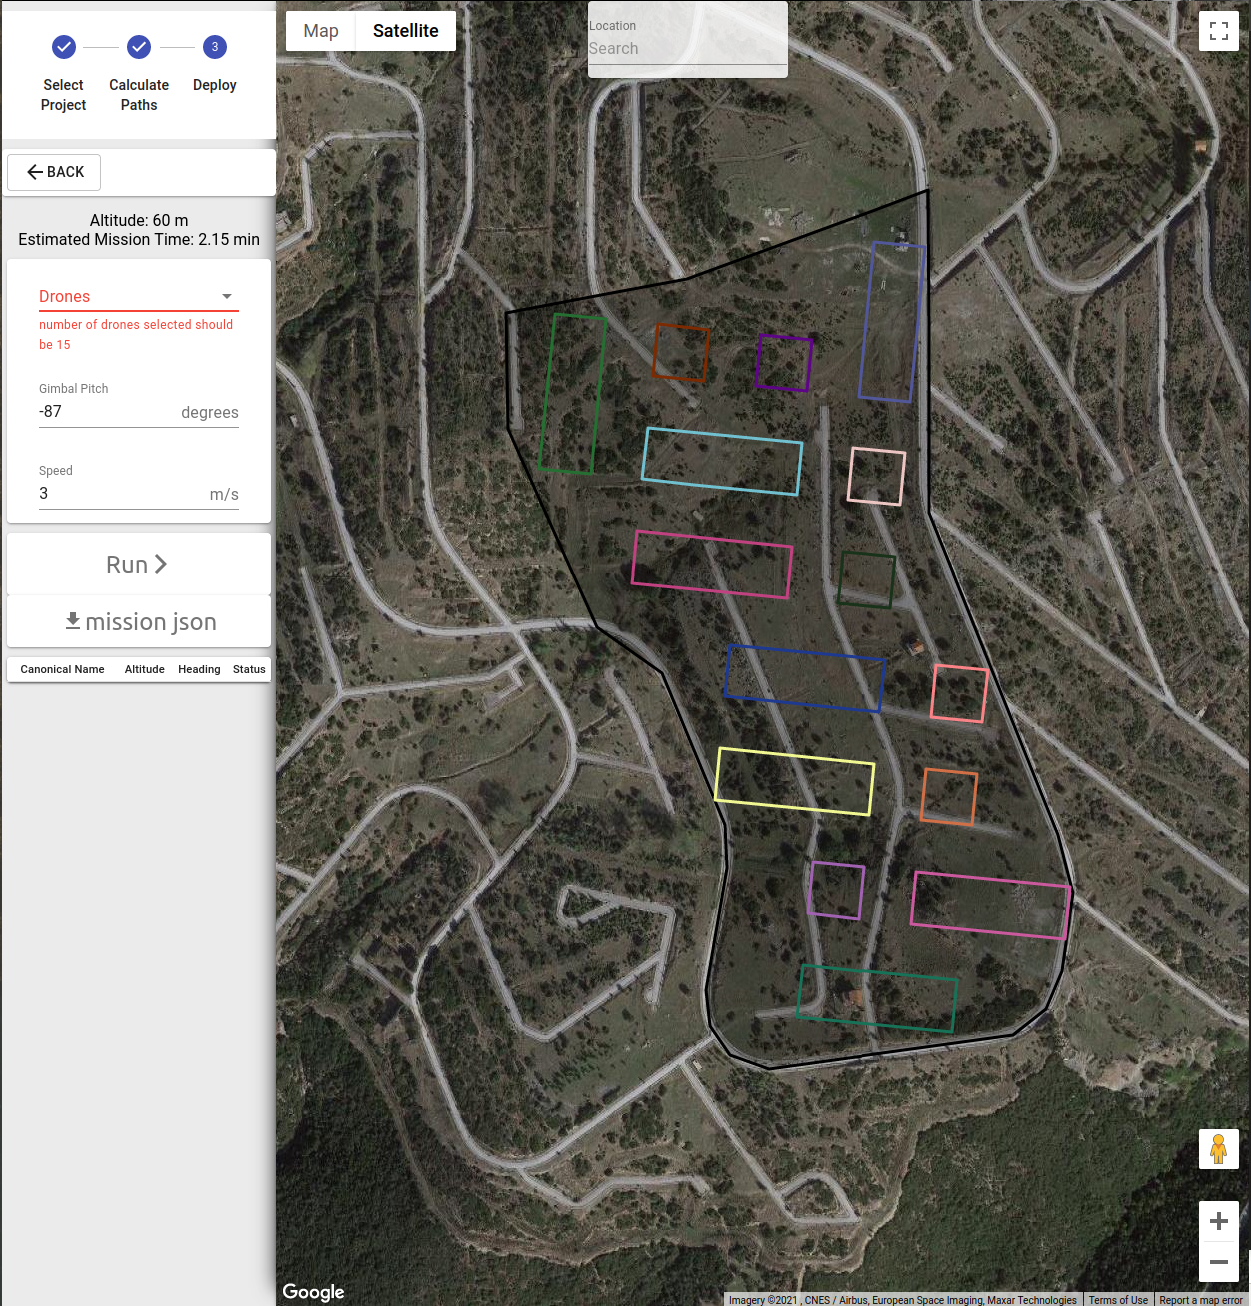 3
Select
Project
Calculate
Paths
Deploy
BACK
Altitude: 60 m
Estimated Mission Time: 2.15 min
Drones
number of drones selected should
be 15
Gimbal Pitch
-87 degrees
Speed
3 m/s
Run
mission json
Canonical Name Altitude Heading Status
Map Satellite
Location
Search
Google
Imagery ©2021 , CNES / Airbus, European Space Imaging, Maxar Technologies Terms of Use Report a map error